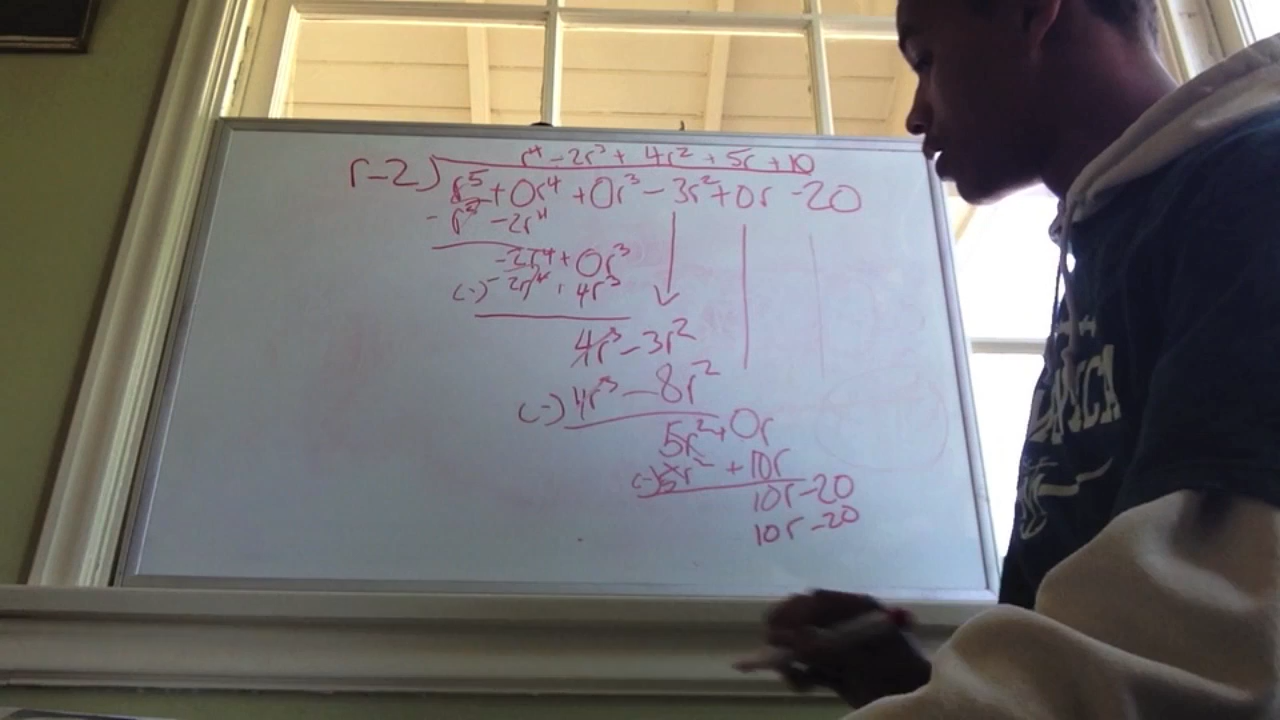 r⁴ - 2r³ + 4r² + 5r + 10
r-2) r⁵ + 0r⁴ + 0r³ - 3r² + 0r - 20
- r⁵ - 2r⁴
-2r⁴ + 0r³
(-) -2r⁴ + 4r³
4r³ - 3r²
(-) 4r³ - 8r²
5r² + 0r
(-) 5r² + 10r
10r - 20
10r - 20